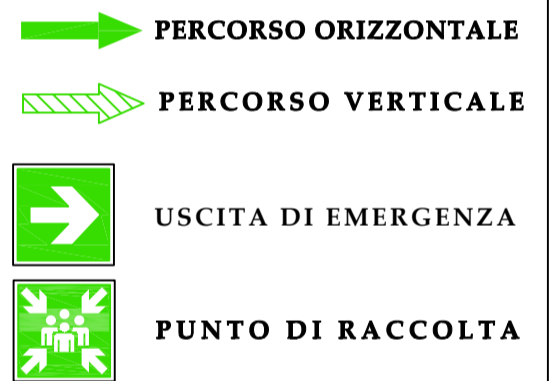 PERCORSO ORIZZONTALE
PERCORSO VERTICALE
USCITA DI EMERGENZA
PUNTO DI RACCOLTA